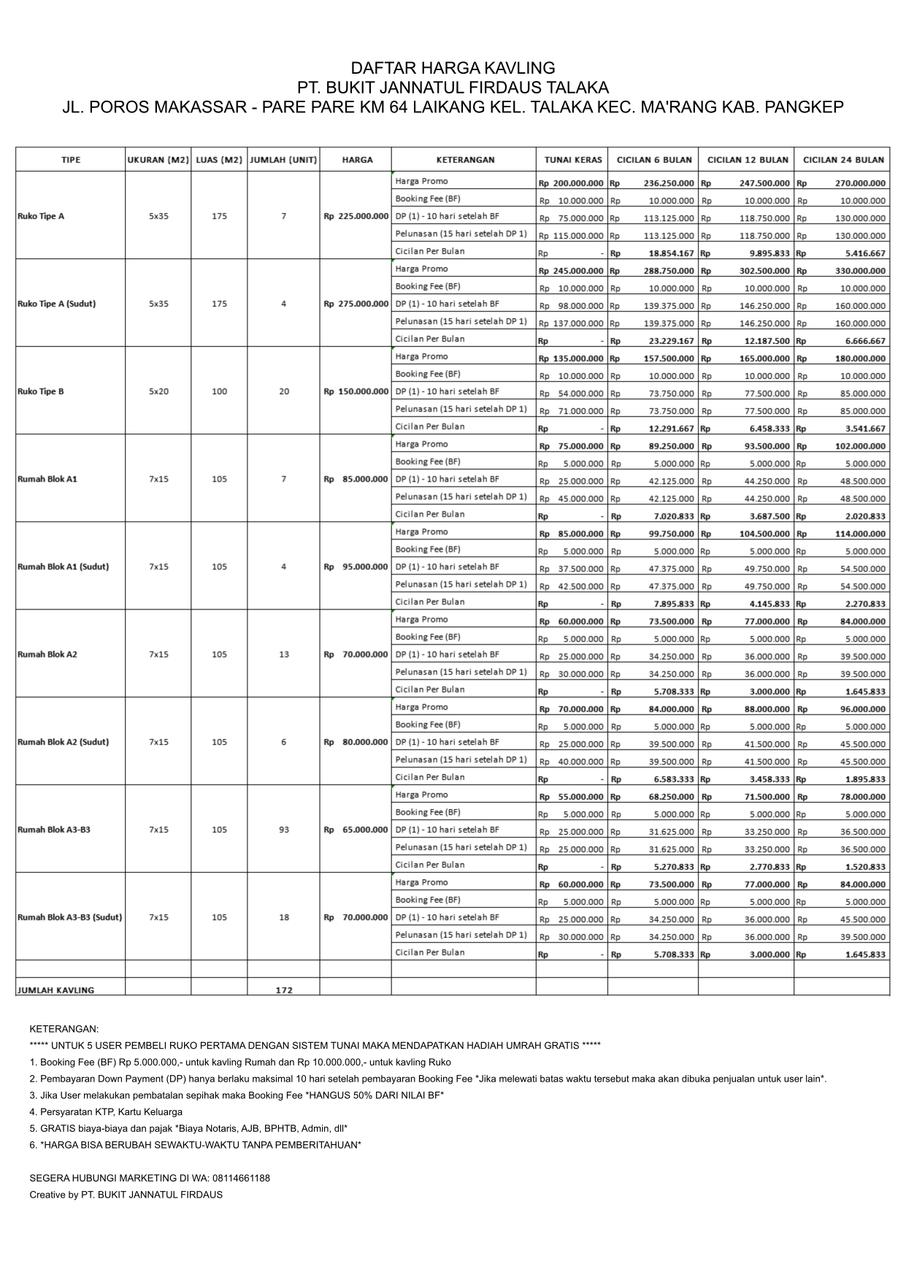 DAFTAR HARGA KAVLING
PT. BUKIT JANNATUL FIRDAUS TALAKA
JL. POROS MAKASSAR - PARE PARE KM 64 LAIKANG KEL. TALAKA KEC. MA'RANG KAB. PANGKEP
TIPE UKURAN (M2) LUAS (M2) JUMLAH (UNIT) HARGA KETERANGAN TUNAI KERAS CICILAN 6 BULAN CICILAN 12 BULAN CICILAN 24 BULAN
Harga Promo Rp 200.000.000 Rp 236.250.000 Rp 247.500.000 Rp 270.000.000
Booking Fee (BF) Rp 10.000.000 Rp 10.000.000 Rp 10.000.000 Rp 10.000.000
Ruko Tipe A 5x35 175 7 Rp 225.000.000 DP (1) - 10 hari setelah BF Rp 75.000.000 Rp 113.125.000 Rp 118.750.000 Rp 130.000.000
Pelunasan (15 hari setelah DP 1) Rp 115.000.000 Rp 113.125.000 Rp 118.750.000 Rp 130.000.000
Cicilan Per Bulan Rp - Rp 18.854.167 Rp 9.895.833 Rp 5.416.667
Harga Promo Rp 245.000.000 Rp 288.750.000 Rp 302.500.000 Rp 330.000.000
Booking Fee (BF) Rp 10.000.000 Rp 10.000.000 Rp 10.000.000 Rp 10.000.000
Ruko Tipe A (Sudut) 5x35 175 4 Rp 275.000.000 DP (1) - 10 hari setelah BF Rp 98.000.000 Rp 139.375.000 Rp 146.250.000 Rp 160.000.000
Pelunasan (15 hari setelah DP 1) Rp 137.000.000 Rp 139.375.000 Rp 146.250.000 Rp 160.000.000
Cicilan Per Bulan Rp - Rp 23.229.167 Rp 12.187.500 Rp 6.666.667
Harga Promo Rp 135.000.000 Rp 157.500.000 Rp 165.000.000 Rp 180.000.000
Booking Fee (BF) Rp 10.000.000 Rp 10.000.000 Rp 10.000.000 Rp 10.000.000
Ruko Tipe B 5x20 100 20 Rp 150.000.000 DP (1) - 10 hari setelah BF Rp 54.000.000 Rp 73.750.000 Rp 77.500.000 Rp 85.000.000
Pelunasan (15 hari setelah DP 1) Rp 71.000.000 Rp 73.750.000 Rp 77.500.000 Rp 85.000.000
Cicilan Per Bulan Rp - Rp 12.291.667 Rp 6.458.333 Rp 3.541.667
Harga Promo Rp 75.000.000 Rp 89.250.000 Rp 93.500.000 Rp 102.000.000
Booking Fee (BF) Rp 5.000.000 Rp 5.000.000 Rp 5.000.000 Rp 5.000.000
Rumah Blok A1 7x15 105 7 Rp 85.000.000 DP (1) - 10 hari setelah BF Rp 25.000.000 Rp 42.125.000 Rp 44.250.000 Rp 48.500.000
Pelunasan (15 hari setelah DP 1) Rp 45.000.000 Rp 42.125.000 Rp 44.250.000 Rp 48.500.000
Cicilan Per Bulan Rp - Rp 7.020.833 Rp 3.687.500 Rp 2.020.833
Harga Promo Rp 85.000.000 Rp 99.750.000 Rp 104.500.000 Rp 114.000.000
Booking Fee (BF) Rp 5.000.000 Rp 5.000.000 Rp 5.000.000 Rp 5.000.000
Rumah Blok A1 (Sudut) 7x15 105 4 Rp 95.000.000 DP (1) - 10 hari setelah BF Rp 37.500.000 Rp 47.375.000 Rp 49.750.000 Rp 54.500.000
Pelunasan (15 hari setelah DP 1) Rp 42.500.000 Rp 47.375.000 Rp 49.750.000 Rp 54.500.000
Cicilan Per Bulan Rp - Rp 7.895.833 Rp 4.145.833 Rp 2.270.833
Harga Promo Rp 60.000.000 Rp 73.500.000 Rp 77.000.000 Rp 84.000.000
Booking Fee (BF) Rp 5.000.000 Rp 5.000.000 Rp 5.000.000 Rp 5.000.000
Rumah Blok A2 7x15 105 13 Rp 70.000.000 DP (1) - 10 hari setelah BF Rp 25.000.000 Rp 34.250.000 Rp 36.000.000 Rp 39.500.000
Pelunasan (15 hari setelah DP 1) Rp 30.000.000 Rp 34.250.000 Rp 36.000.000 Rp 39.500.000
Cicilan Per Bulan Rp - Rp 5.708.333 Rp 3.000.000 Rp 1.645.833
Harga Promo Rp 70.000.000 Rp 84.000.000 Rp 88.000.000 Rp 96.000.000
Booking Fee (BF) Rp 5.000.000 Rp 5.000.000 Rp 5.000.000 Rp 5.000.000
Rumah Blok A2 (Sudut) 7x15 105 6 Rp 80.000.000 DP (1) - 10 hari setelah BF Rp 25.000.000 Rp 39.500.000 Rp 41.500.000 Rp 45.500.000
Pelunasan (15 hari setelah DP 1) Rp 40.000.000 Rp 39.500.000 Rp 41.500.000 Rp 45.500.000
Cicilan Per Bulan Rp - Rp 6.583.333 Rp 3.458.333 Rp 1.895.833
Harga Promo Rp 55.000.000 Rp 68.250.000 Rp 71.500.000 Rp 78.000.000
Booking Fee (BF) Rp 5.000.000 Rp 5.000.000 Rp 5.000.000 Rp 5.000.000
Rumah Blok A3-B3 7x15 105 93 Rp 65.000.000 DP (1) - 10 hari setelah BF Rp 25.000.000 Rp 31.625.000 Rp 33.250.000 Rp 36.500.000
Pelunasan (15 hari setelah DP 1) Rp 25.000.000 Rp 31.625.000 Rp 33.250.000 Rp 36.500.000
Cicilan Per Bulan Rp - Rp 5.270.833 Rp 2.770.833 Rp 1.520.833
Harga Promo Rp 60.000.000 Rp 73.500.000 Rp 77.000.000 Rp 84.000.000
Booking Fee (BF) Rp 5.000.000 Rp 5.000.000 Rp 5.000.000 Rp 5.000.000
Rumah Blok A3-B3 (Sudut) 7x15 105 18 Rp 70.000.000 DP (1) - 10 hari setelah BF Rp 25.000.000 Rp 34.250.000 Rp 36.000.000 Rp 45.500.000
Pelunasan (15 hari setelah DP 1) Rp 30.000.000 Rp 34.250.000 Rp 36.000.000 Rp 39.500.000
Cicilan Per Bulan Rp - Rp 5.708.333 Rp 3.000.000 Rp 1.645.833
JUMLAH KAVLING 172
KETERANGAN:
***** UNTUK 5 USER PEMBELI RUKO PERTAMA DENGAN SISTEM TUNAI MAKA MENDAPATKAN HADIAH UMRAH GRATIS *****
1. Booking Fee (BF) Rp 5.000.000,- untuk kavling Rumah dan Rp 10.000.000,- untuk kavling Ruko
2. Pembayaran Down Payment (DP) hanya berlaku maksimal 10 hari setelah pembayaran Booking Fee *Jika melewati batas waktu tersebut maka akan dibuka penjualan untuk user lain*.
3. Jika User melakukan pembatalan sepihak maka Booking Fee *HANGUS 50% DARI NILAI BF*
4. Persyaratan KTP, Kartu Keluarga
5. GRATIS biaya-biaya dan pajak *Biaya Notaris, AJB, BPHTB, Admin, dll*
6. *HARGA BISA BERUBAH SEWAKTU-WAKTU TANPA PEMBERITAHUAN*
SEGERA HUBUNGI MARKETING DI WA: 08114661188
Creative by PT. BUKIT JANNATUL FIRDAUS